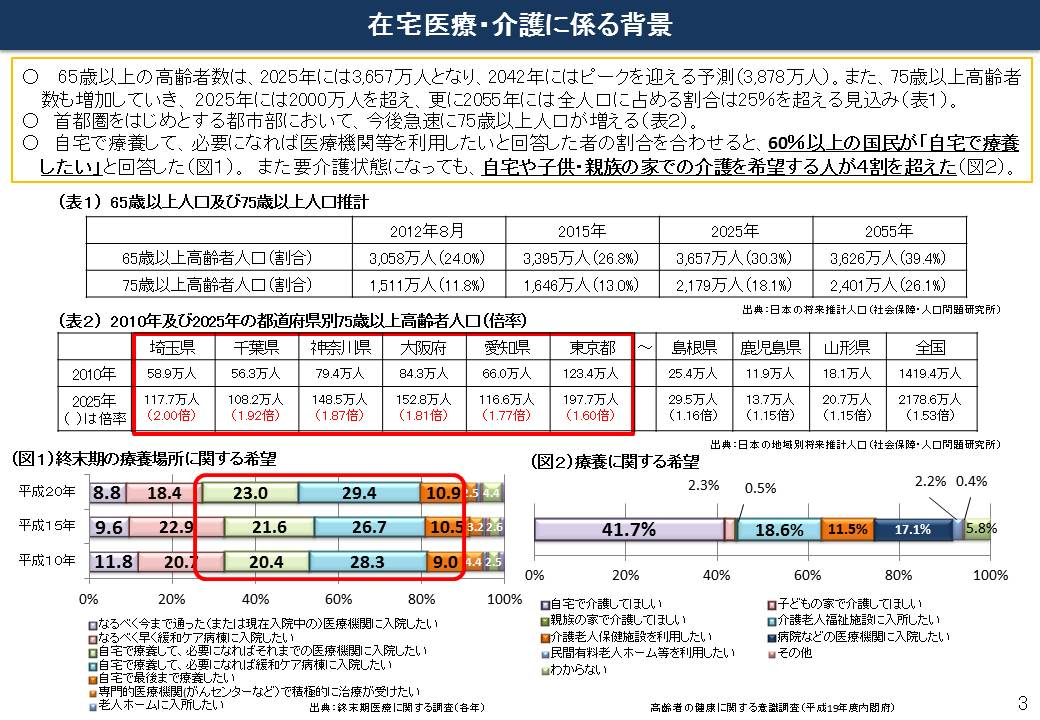 在宅医療・介護に係る背景
○　65歳以上の高齢者数は、2025年には3,657万人となり、2042年にはピークを迎える予測(3,878万人)。また、75歳以上高齢者
数も増加していき、2025年には2000万人を超え、更に2055年には全人口に占める割合は25%を超える見込み(表1)。
○　首都圏をはじめとする都市部において、今後急速に75歳以上人口が増える(表2)。
○　自宅で療養して、必要になれば医療機関等を利用したいと回答した者の割合を合わせると、60%以上の国民が「自宅で療養
したい」と回答した(図1)。　また要介護状態になっても、自宅や子供・親族の家での介護を希望する人が4割を超えた(図2)。
(表1)　65歳以上人口及び75歳以上人口推計
2012年8月　2015年　2025年　2055年
65歳以上高齢者人口(割合)　3,058万人(24.0%)　3,395万人(26.8%)　3,657万人(30.3%)　3,626万人(39.4%)
75歳以上高齢者人口(割合)　1,511万人(11.8%)　1,646万人(13.0%)　2,179万人(18.1%)　2,401万人(26.1%)
出典：日本の将来推計人口(社会保障・人口問題研究所)
(表2)　2010年及び2025年の都道府県別75歳以上高齢者人口(倍率)
埼玉県　千葉県　神奈川県　大阪府　愛知県　東京都　～　島根県　鹿児島県　山形県　全国
2010年　58.9万人　56.3万人　79.4万人　84.3万人　66.0万人　123.4万人　25.4万人　11.9万人　18.1万人　1419.4万人
2025年　117.7万人　108.2万人　148.5万人　152.8万人　116.6万人　197.7万人　29.5万人　13.7万人　20.7万人　2178.6万人
( )は倍率　(2.00倍)　(1.92倍)　(1.87倍)　(1.81倍)　(1.77倍)　(1.60倍)　(1.16倍)　(1.15倍)　(1.15倍)　(1.53倍)
出典：日本の地域別将来推計人口(社会保障・人口問題研究所)
(図1)終末期の療養場所に関する希望
平成20年　8.8　18.4　23.0　29.4　10.9　2.5　4.4
平成15年　9.6　22.9　21.6　26.7　10.5　3.2　2.6
平成10年　11.8　20.7　20.4　28.3　9.0　4.4　2.5
0%　20%　40%　60%　80%　100%
なるべく今まで通った(または現在入院中の)医療機関に入院したい
なるべく早く緩和ケア病棟に入院したい
自宅で療養して、必要になればそれまでの医療機関に入院したい
自宅で療養して、必要になれば緩和ケア病棟に入院したい
自宅で最後まで療養したい
専門的医療機関(がんセンターなど)で積極的に治療が受けたい
老人ホームに入所したい
出典：終末期医療に関する調査(各年)
(図2)療養に関する希望
2.3%　0.5%　2.2%　0.4%
41.7%　18.6%　11.5%　17.1%　5.8%
0%　20%　40%　60%　80%　100%
自宅で介護してほしい　子どもの家で介護してほしい
親族の家で介護してほしい　介護老人福祉施設に入所したい
介護老人保健施設を利用したい　病院などの医療機関に入院したい
民間有料老人ホーム等を利用したい　その他
わからない
高齢者の健康に関する意識調査(平成19年度内閣府)
3